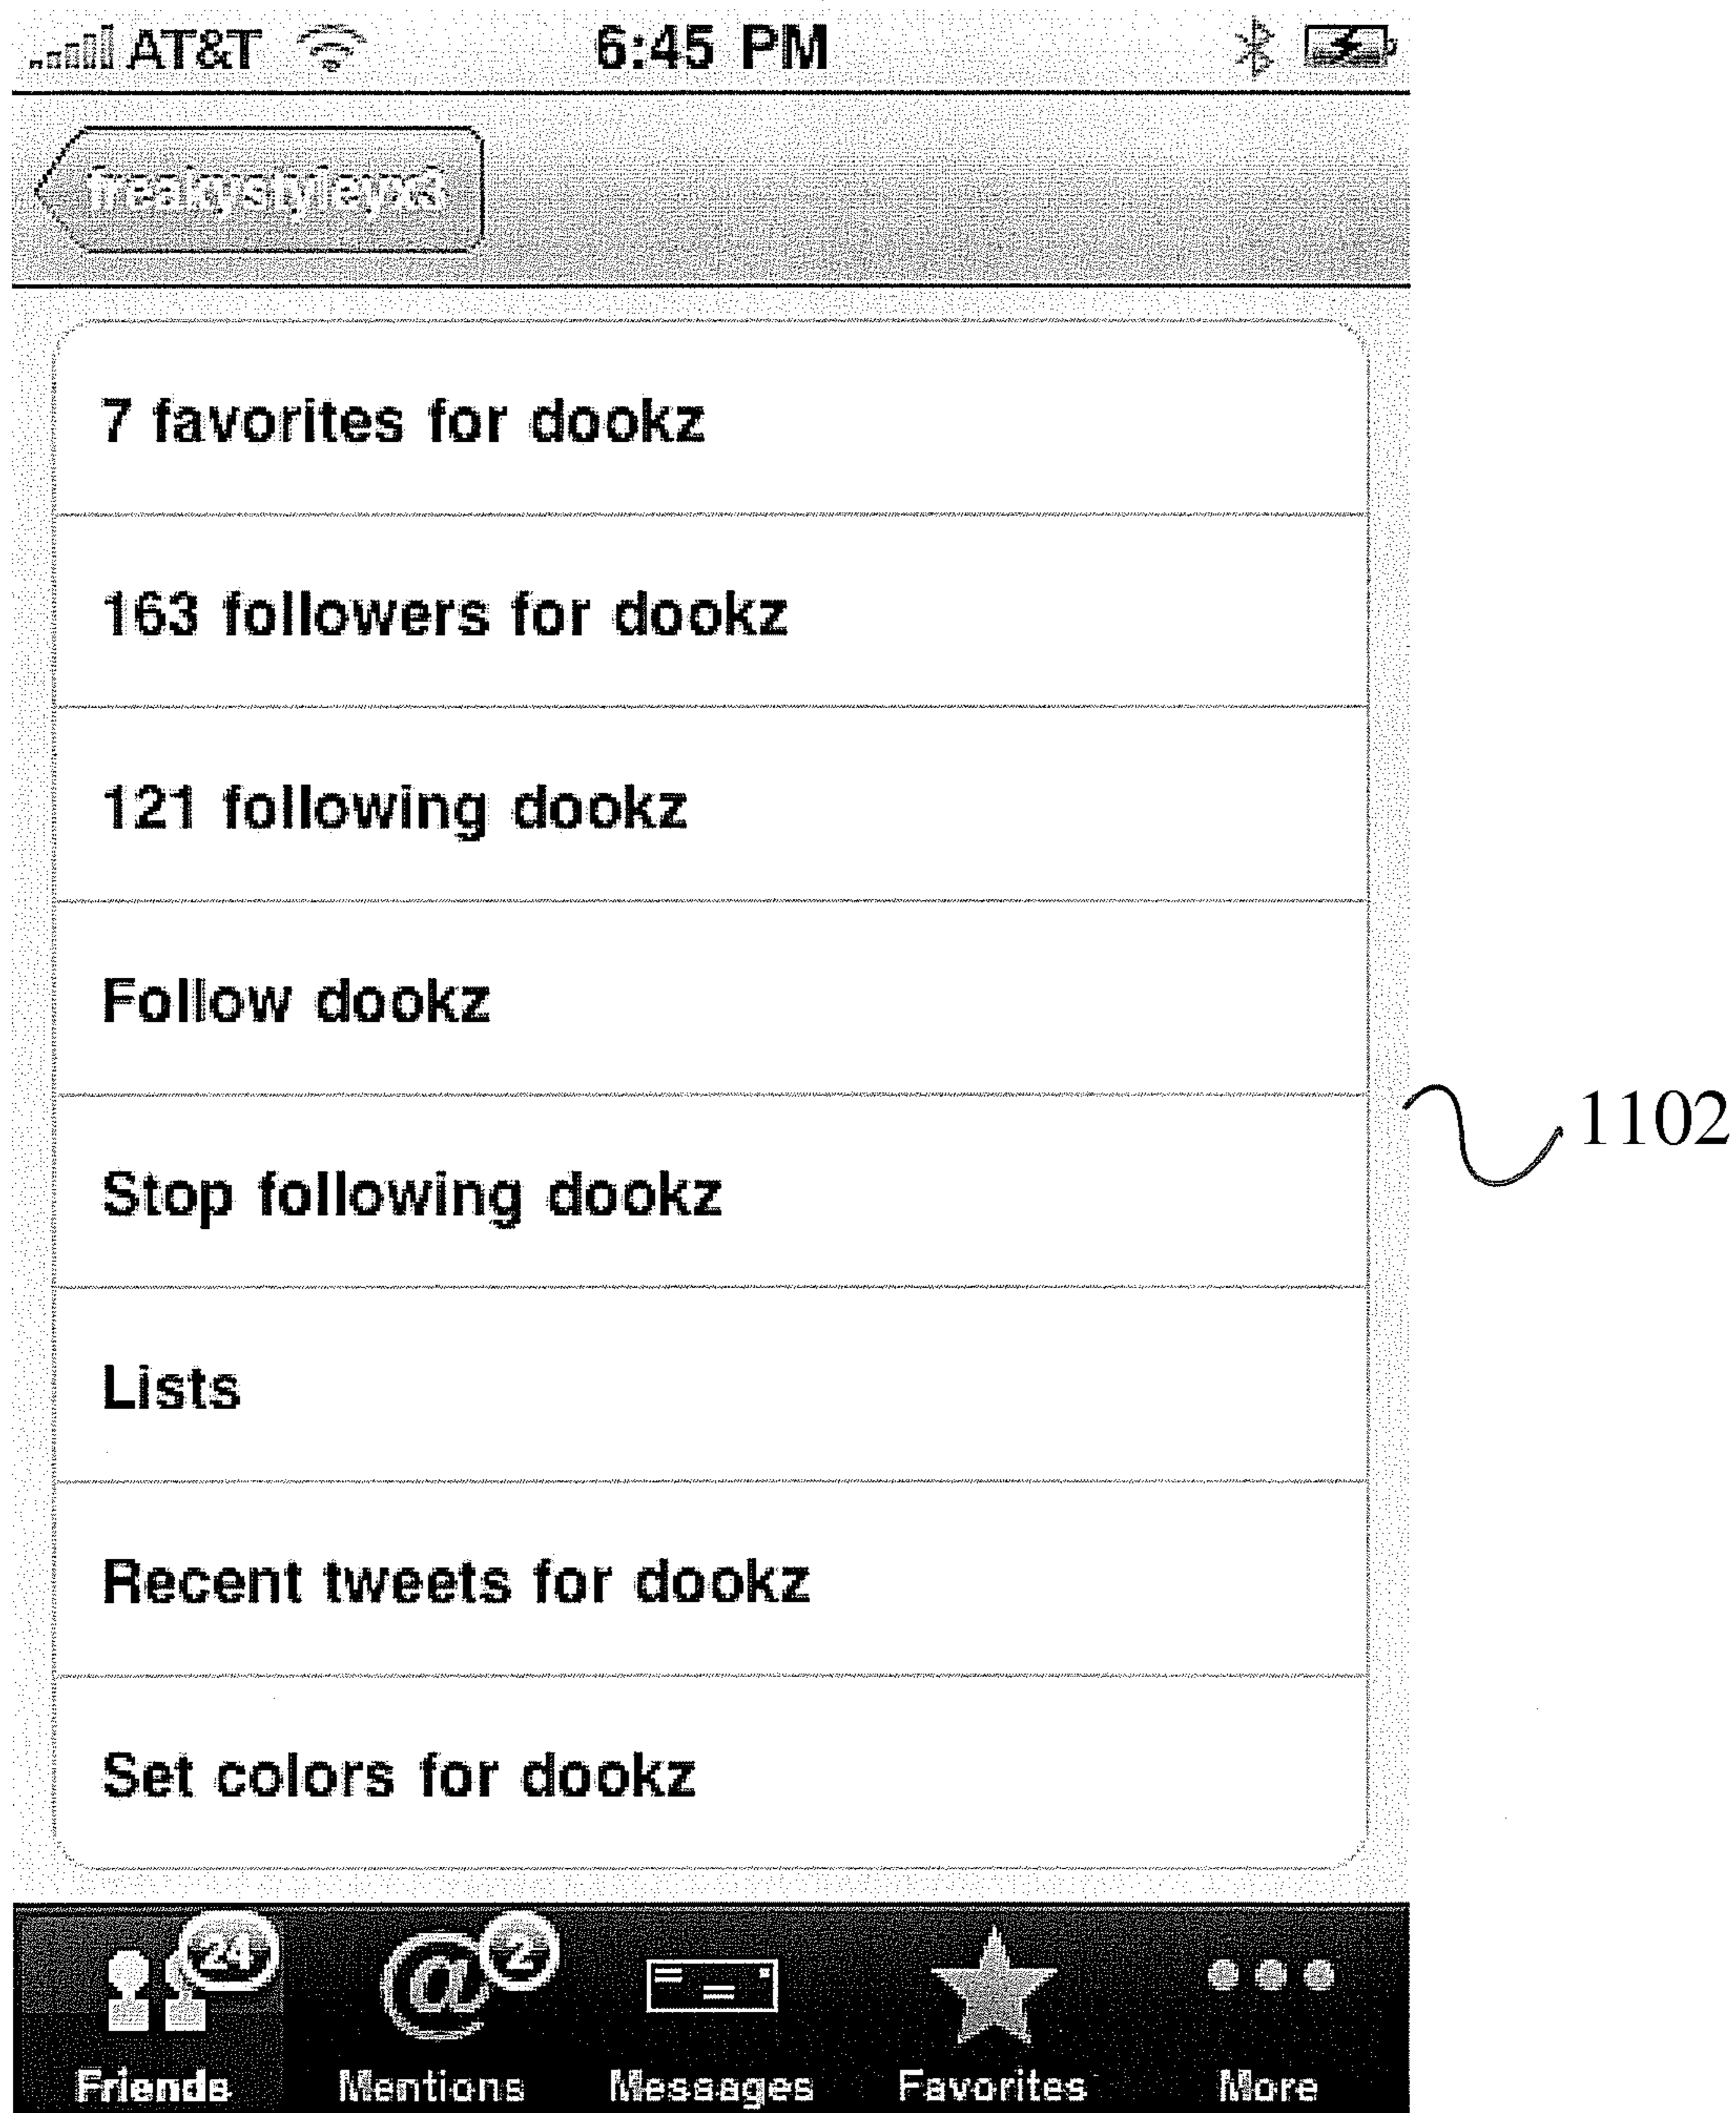 AT&T 6:45 PM
freakystyleyx3
7 favorites for dookz
163 followers for dookz
121 following dookz
Follow dookz
1102
Stop following dookz
Lists
Recent tweets for dookz
Set colors for dookz
24 @ 2
Friends Mentions Messages Favorites More